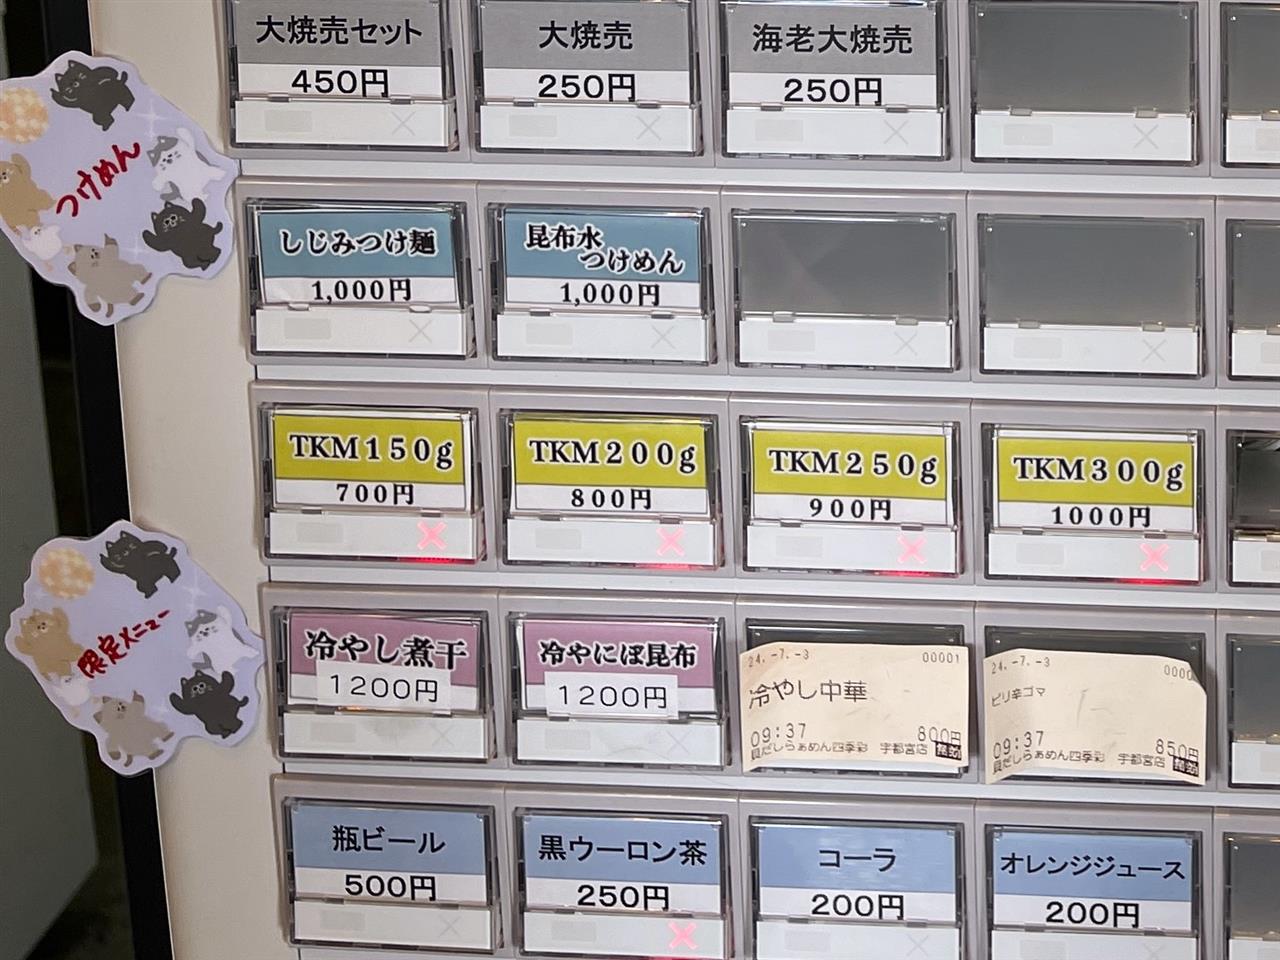 大焼売セット
450円
大焼売
250円
海老大焼売
250円
つけめん
しじみつけ麺
1,000円
昆布水
つけめん
1,000円
TKM150g
700円
TKM200g
800円
TKM250g
900円
TKM300g
1000円
限定メニュー
冷やし煮干
1200円
冷やにぼ昆布
1200円
24.-7.-3 00001
冷やし中華
09:37 800円
貝だしらぁめん四季彩 宇都宮店
24.-7.-3 0000
ピリ辛ゴマ
09:37 850円
貝だしらぁめん四季彩 宇都宮店
瓶ビール
500円
黒ウーロン茶
250円
コーラ
200円
オレンジジュース
200円